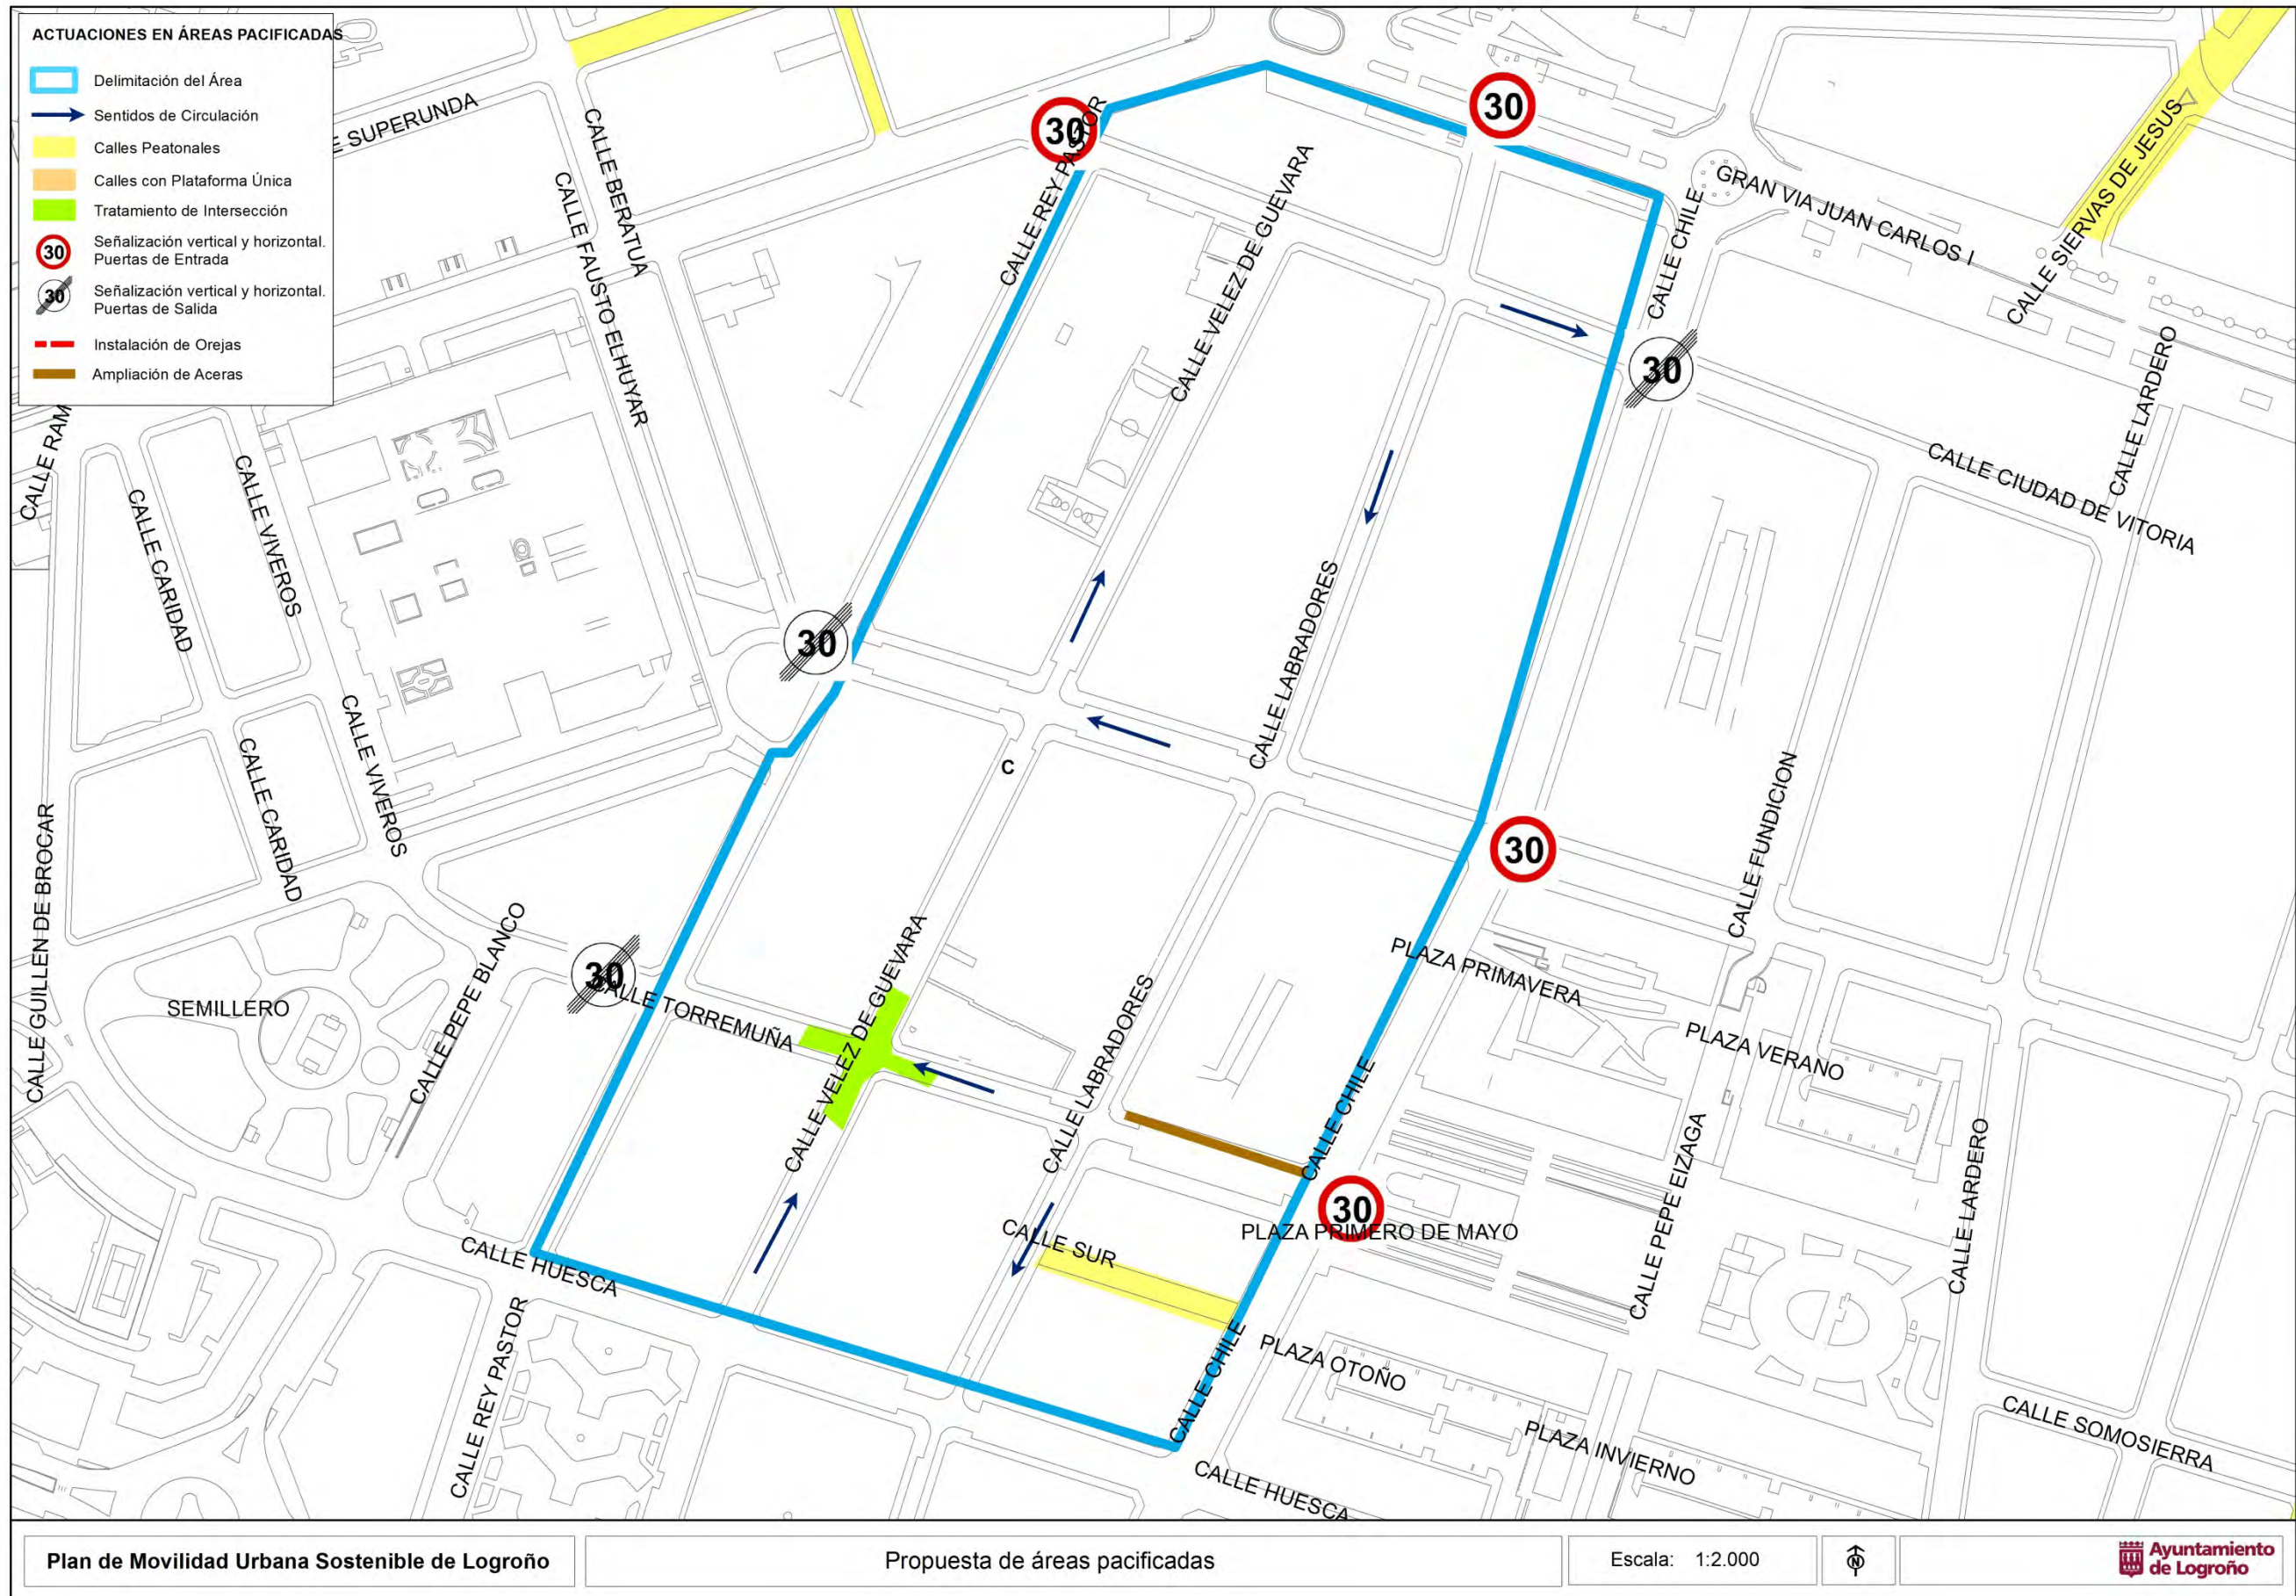 ACTUACIONES EN ÁREAS PACIFICADAS
Delimitación del Área
Sentidos de Circulación
Calles Peatonales
Calles con Plataforma Única
Tratamiento de Intersección
30
Señalización vertical y horizontal.
Puertas de Entrada
30
Señalización vertical y horizontal.
Puertas de Salida
Instalación de Orejas
Ampliación de Aceras
E SUPERUNDA
CALLE BERATUA
CALLE FAUSTO ELHUYAR
30
CALLE REY PASTOR
30
CALLE VELEZ DE GUEVARA
CALLE CHILE
GRAN VIA JUAN CARLOS I
CALLE SIERVAS DE JESUS
CALLE LARDERO
30
CALLE CIUDAD DE VITORIA
CALLE RAM
CALLE CARIDAD
CALLE VIVEROS
CALLE LABRADORES
30
CALLE VIVEROS
CALLE CARIDAD
C
30
CALLE FUNDICION
CALLE GUILLEN DE BROCAR
CALLE PEPE BLANCO
SEMILLERO
30
CALLE TORREMUÑA
CALLE VELEZ DE GUEVARA
CALLE LABRADORES
PLAZA PRIMAVERA
PLAZA VERANO
CALLE CHILE
30
PLAZA PRIMERO DE MAYO
CALLE PEPE EIZAGA
CALLE LARDERO
CALLE SUR
CALLE HUESCA
CALLE REY PASTOR
CALLE CHILE
PLAZA OTOÑO
PLAZA INVIERNO
CALLE SOMOSIERRA
CALLE HUESCA
Plan de Movilidad Urbana Sostenible de Logroño
Propuesta de áreas pacificadas
Escala: 1:2.000
N
Ayuntamiento
de Logroño